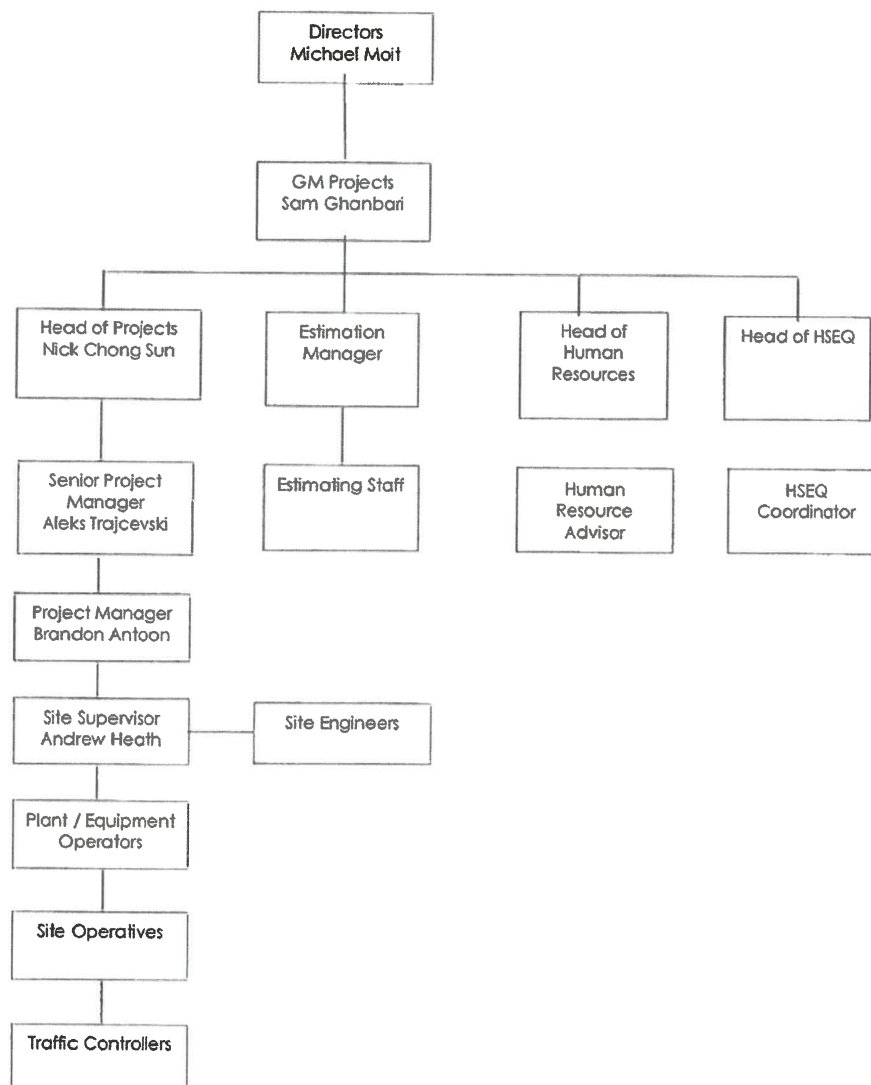 Directors
Michael Moit
GM Projects
Sam Ghanbari
Head of Projects
Nick Chong Sun
Estimation
Manager
Head of
Human
Resources
Head of HSEQ
Senior Project
Manager
Aleks Trajcevski
Estimating Staff
Human
Resource
Advisor
HSEQ
Coordinator
Project Manager
Brandon Antoon
Site Supervisor
Andrew Heath
Site Engineers
Plant / Equipment
Operators
Site Operatives
Traffic Controllers